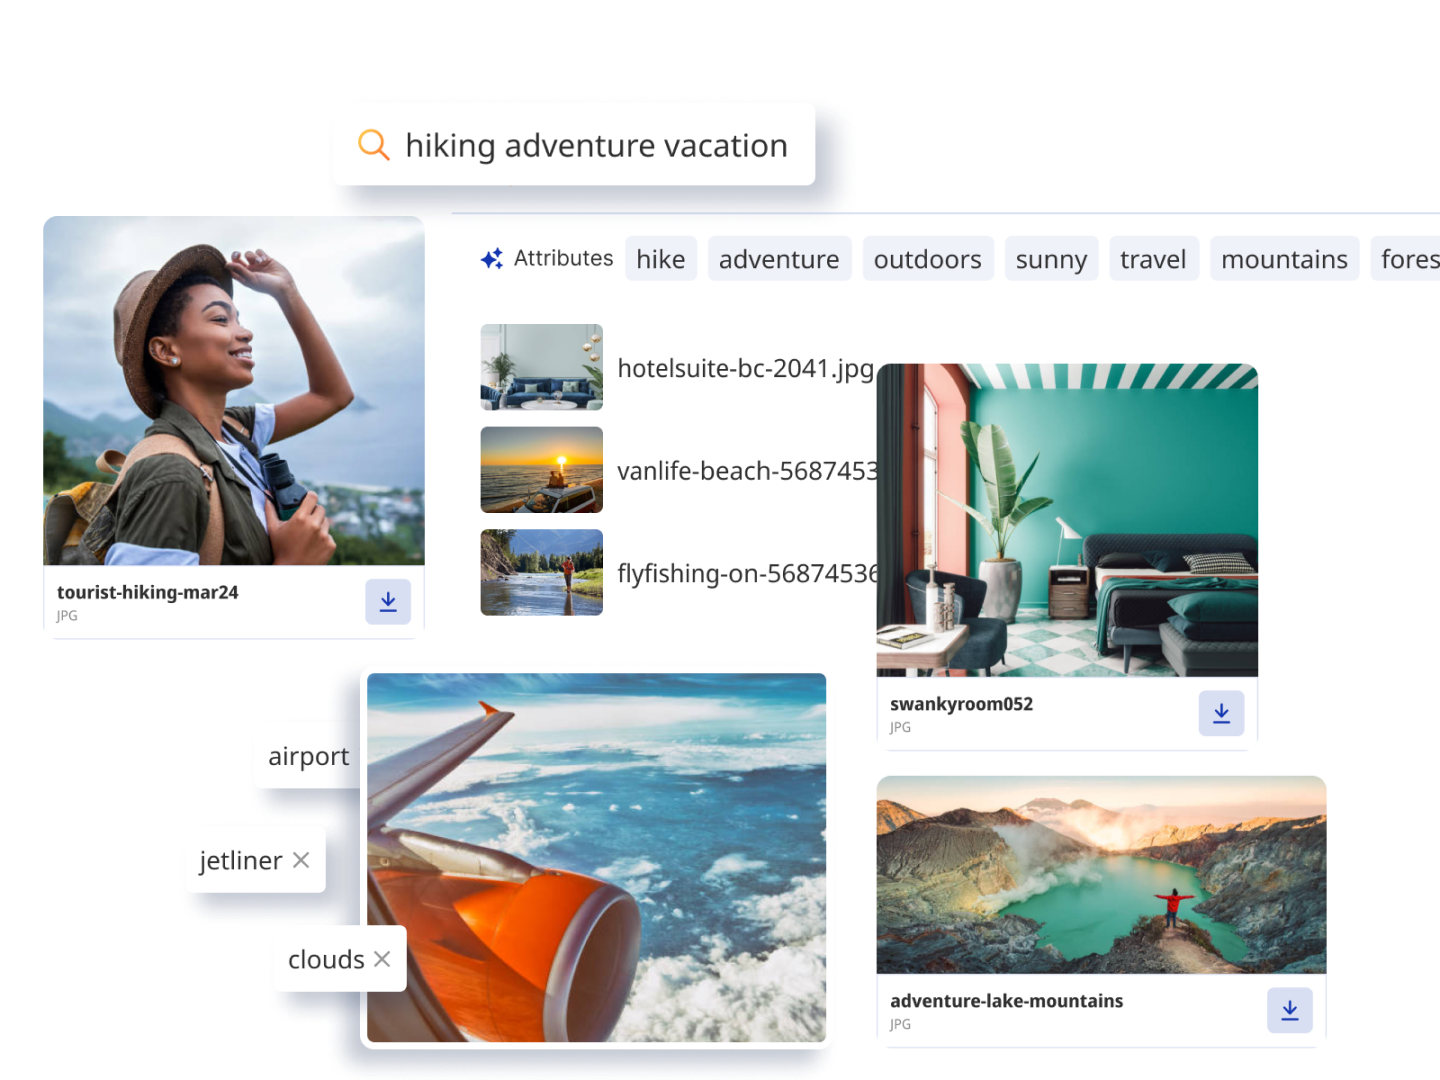 hiking adventure vacation
Attributes hike adventure outdoors sunny travel mountains fores
hotelsuite-bc-2041.jpg
vanlife-beach-5687453
flyfishing-on-56874536
tourist-hiking-mar24
JPG
swankyroom052
JPG
airport
jetliner
clouds
adventure-lake-mountains
JPG